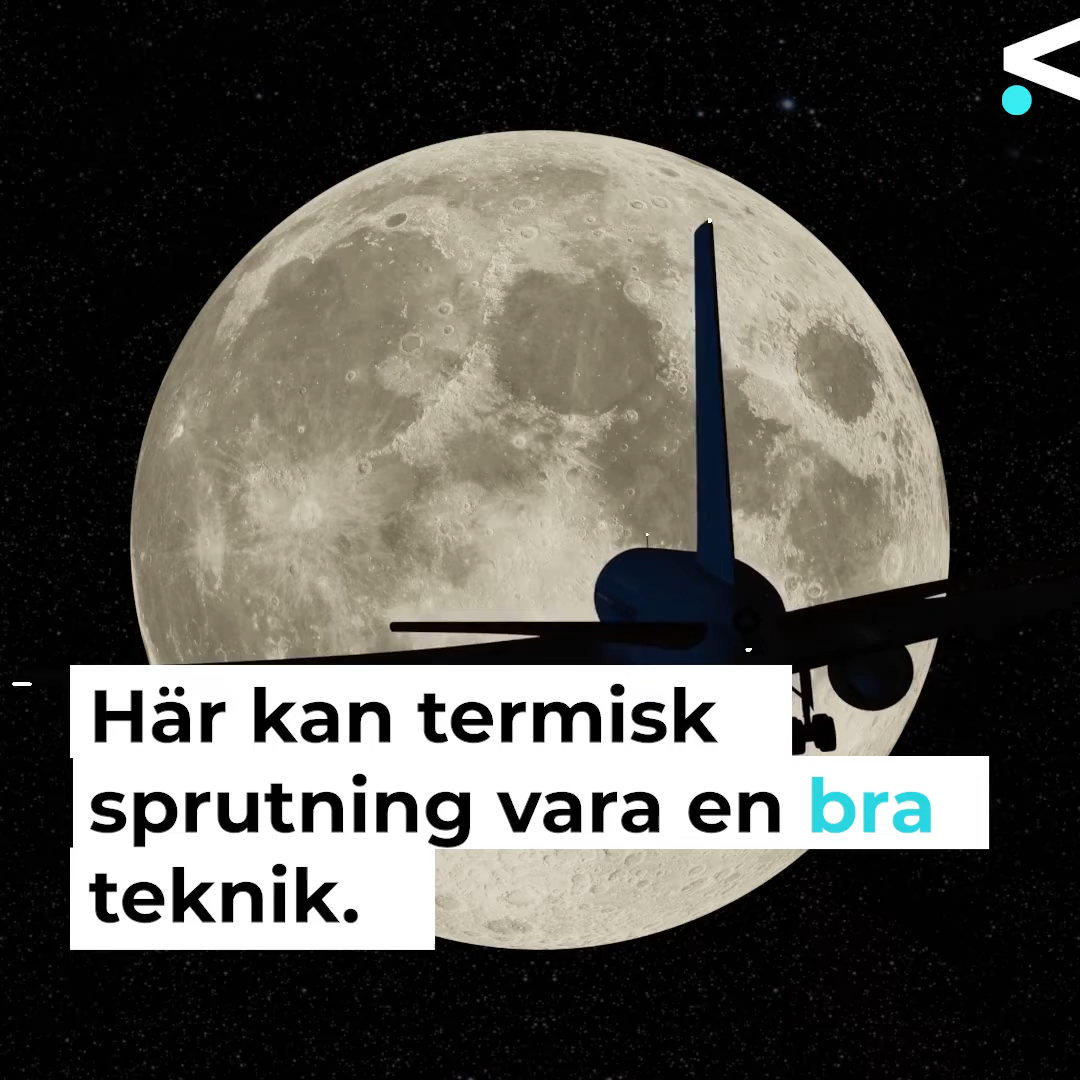 Här kan termisk
sprutning vara en bra
teknik.